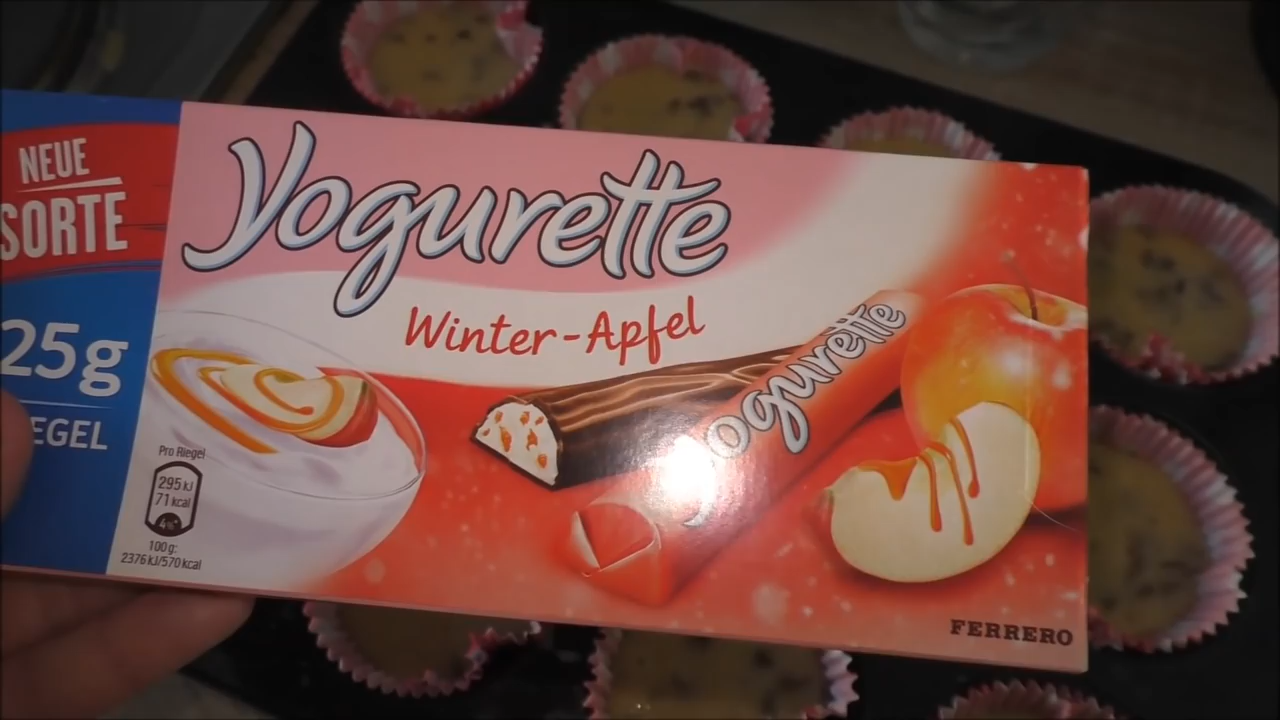 NEUE
SORTE
25g
EGEL
Yogurette
Winter-Apfel
Yogurette
Pro Riegel
295 kJ
71 kcal
4%*
100 g:
2376 kJ/570 kcal
FERRERO